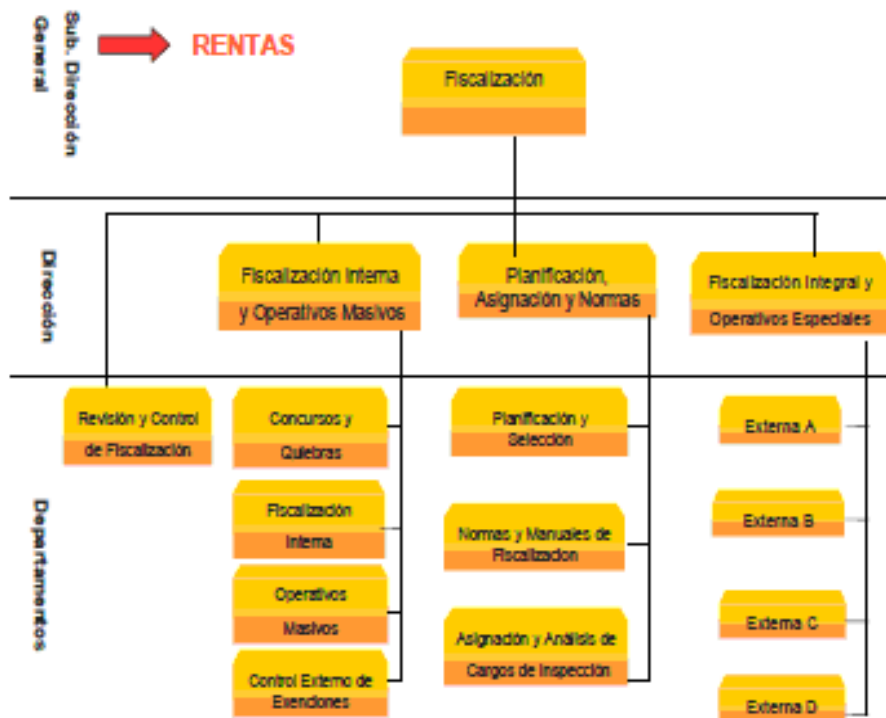 Sub. Dirección
General
RENTAS
Fiscalización
Dirección
Fiscalización Interna
y Operativos Masivos
Planificación,
Asignación y Normas
Fiscalización Integral y
Operativos Especiales
Departamentos
Revisión y Control
de Fiscalización
Concursos y
Quiebras
Fiscalización
Interna
Operativos
Masivos
Control Externo de
Exenciones
Planificación y
Selección
Normas y Manuales de
Fiscalizacion
Asignación y Análisis de
Cargos de Inspección
Externa A
Externa B
Externa C
Externa D